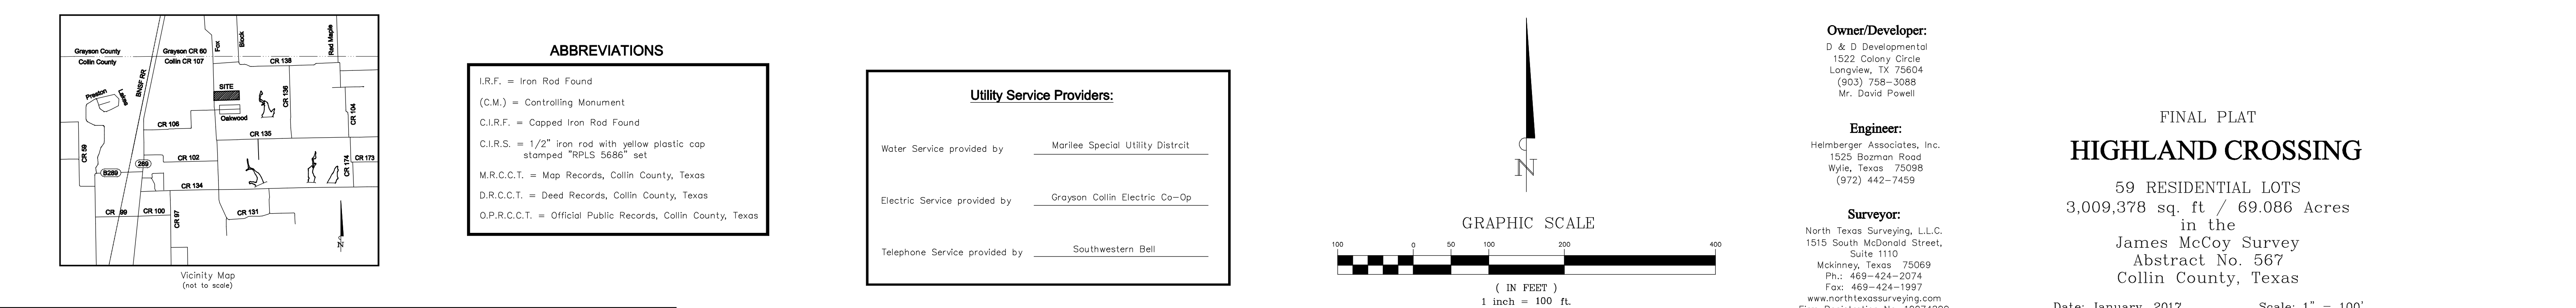 Grayson County
Grayson CR 60
Collin County
Collin CR 107
Fox
Block
Red Maple
CR 138
BNSF RR
SITE
CR 136
Preston
Lakes
CR 104
Oakwood
CR 106
CR 135
CR 59
289
CR 102
CR 174
CR 173
B289
CR 134
CR 99
CR 100
CR 97
CR 131
N
Vicinity Map
(not to scale)
ABBREVIATIONS
I.R.F. = Iron Rod Found
(C.M.) = Controlling Monument
C.I.R.F. = Capped Iron Rod Found
C.I.R.S. = 1/2" iron rod with yellow plastic cap
stamped "RPLS 5686" set
M.R.C.C.T. = Map Records, Collin County, Texas
D.R.C.C.T. = Deed Records, Collin County, Texas
O.P.R.C.C.T. = Official Public Records, Collin County, Texas
Utility Service Providers:
Water Service provided by Marilee Special Utility Distrcit
Electric Service provided by Grayson Collin Electric Co-Op
Telephone Service provided by Southwestern Bell
N
GRAPHIC SCALE
100 0 50 100 200 400
( IN FEET )
1 inch = 100 ft.
Owner/Developer:
D & D Developmental
1522 Colony Circle
Longview, TX 75604
(903) 758-3088
Mr. David Powell
Engineer:
Helmberger Associates, Inc.
1525 Bozman Road
Wylie, Texas 75098
(972) 442-7459
Surveyor:
North Texas Surveying, L.L.C.
1515 South McDonald Street,
Suite 1110
Mckinney, Texas 75069
Ph.: 469-424-2074
Fax: 469-424-1997
www.northtexassurveying.com
FINAL PLAT
HIGHLAND CROSSING
59 RESIDENTIAL LOTS
3,009,378 sq. ft / 69.086 Acres
in the
James McCoy Survey
Abstract No. 567
Collin County, Texas
Date: January, 2017 Scale: 1" = 100'